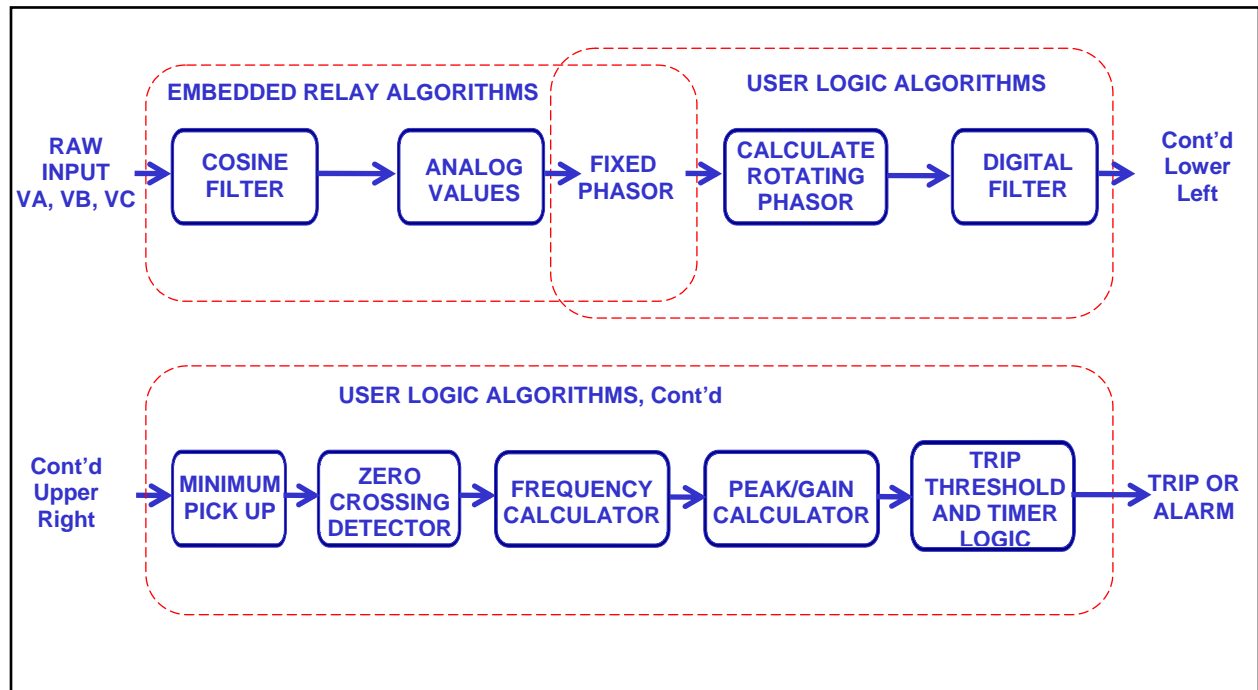 EMBEDDED RELAY ALGORITHMS
USER LOGIC ALGORITHMS
RAW
INPUT
VA, VB, VC
COSINE
FILTER
ANALOG
VALUES
FIXED
PHASOR
CALCULATE
ROTATING
PHASOR
DIGITAL
FILTER
Cont’d
Lower
Left
USER LOGIC ALGORITHMS, Cont’d
Cont’d
Upper
Right
MINIMUM
PICK UP
ZERO
CROSSING
DETECTOR
FREQUENCY
CALCULATOR
PEAK/GAIN
CALCULATOR
TRIP
THRESHOLD
AND TIMER
LOGIC
TRIP OR
ALARM